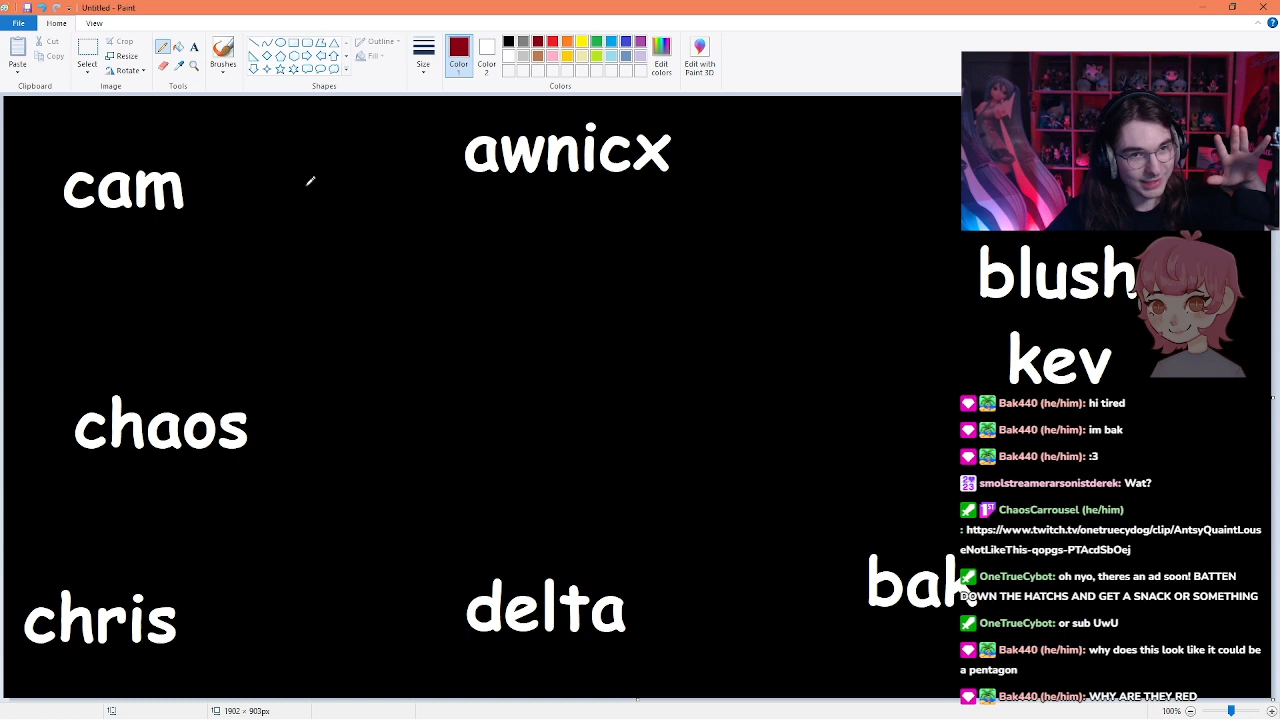 Untitled - Paint
File
Home
View
Paste
Cut
Copy
Clipboard
Select
Crop
Resize
Rotate
Image
A
Tools
Brushes
Shapes
Outline
Fill
Size
Color
1
Color
2
Edit
colors
Colors
Edit with
Paint 3D
cam
awnicx
blush
kev
chaos
chris
delta
bak
Bak440 (he/him): hi tired
Bak440 (he/him): im bak
Bak440 (he/him): :3
smolstreamerarsonistderek: Wat?
1ST ChaosCarrousel (he/him)
: https://www.twitch.tv/onetruecydog/clip/AntsyQuaintLous
eNotLikeThis-qopgs-PTAcdSbOej
OneTrueCybot: oh nyo, theres an ad soon! BATTEN
DOWN THE HATCHS AND GET A SNACK OR SOMETHING
OneTrueCybot: or sub UwU
Bak440 (he/him): why does this look like it could be
a pentagon
Bak440 (he/him): WHY ARE THEY RED
1902 × 903px
100%